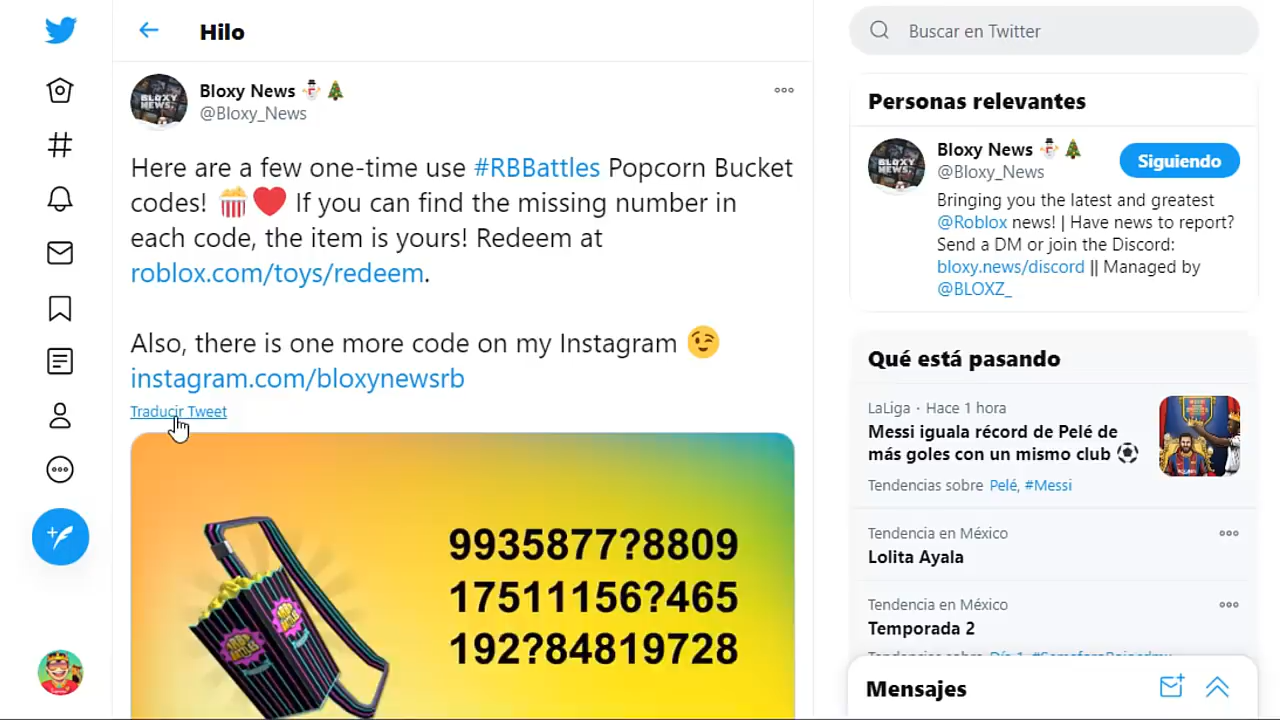 Hilo
Bloxy News
@Bloxy_News
Here are a few one-time use #RBBattles Popcorn Bucket
codes! If you can find the missing number in
each code, the item is yours! Redeem at
roblox.com/toys/redeem.
Also, there is one more code on my Instagram
instagram.com/bloxynewsrb
Traducir Tweet
9935877?8809
17511156?465
192?84819728
Buscar en Twitter
Personas relevantes
Bloxy News
@Bloxy_News
Siguiendo
Bringing you the latest and greatest
@Roblox news! | Have news to report?
Send a DM or join the Discord:
bloxy.news/discord || Managed by
@BLOXZ_
Qué está pasando
LaLiga · Hace 1 hora
Messi iguala récord de Pelé de
más goles con un mismo club
Tendencias sobre Pelé, #Messi
Tendencia en México
Lolita Ayala
Tendencia en México
Temporada 2
Mensajes